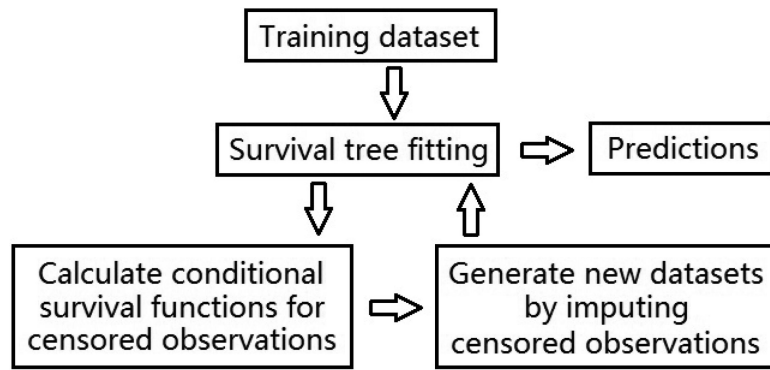 Training dataset
Survival tree fitting
Predictions
Calculate conditional
survival functions for
censored observations
Generate new datasets
by imputing
censored observations